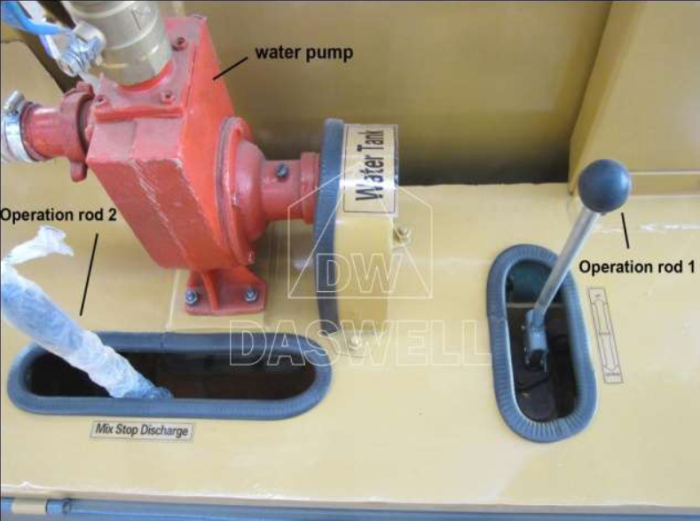 water pump
Water Tank
Operation rod 2
Operation rod 1
DW
DASWELL
Mix Stop Discharge